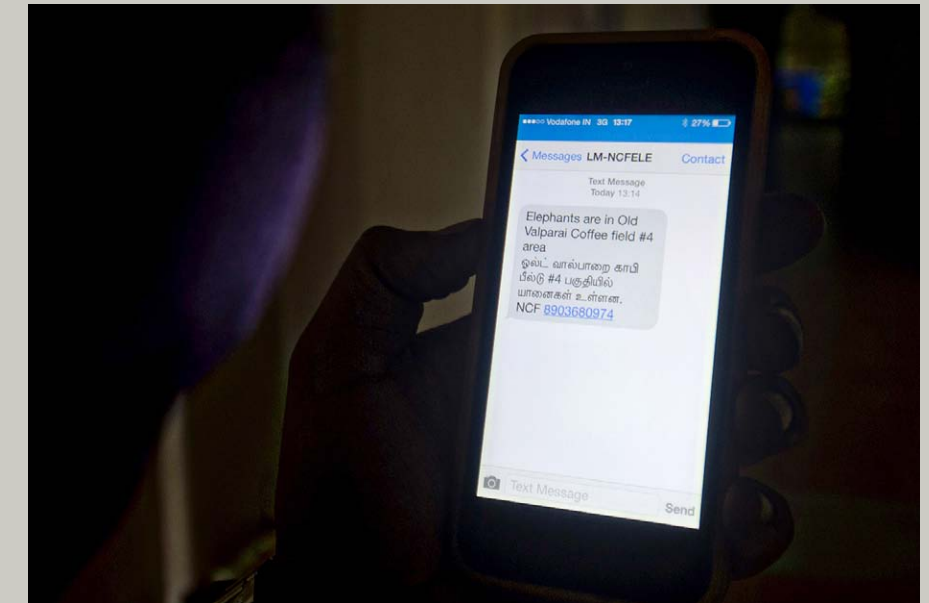 Vodafone IN 3G 13:17 27%
Messages LM-NCFELE Contact
Text Message
Today 13:14
Elephants are in Old
Valparai Coffee field #4
area
ஓல்ட் வால்பாறை காபி
பீல்டு #4 பகுதியில்
யானைகள் உள்ளன.
NCF 8903680974
Text Message
Send